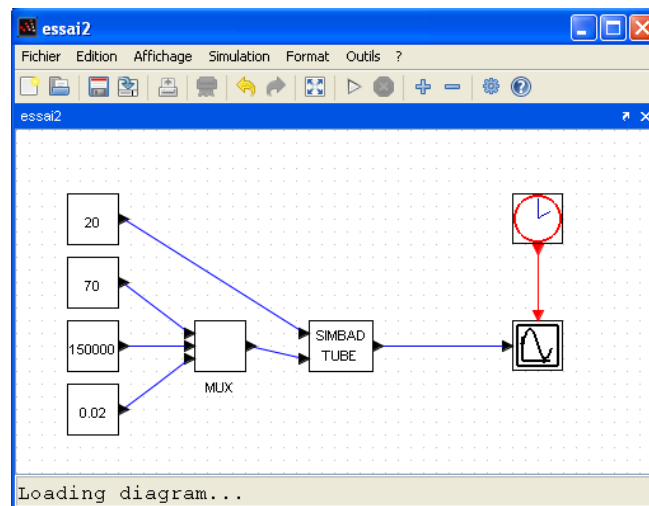 essai2
Fichier Edition Affichage Simulation Format Outils ?
essai2
20
70
150000
0.02
MUX
SIMBAD
TUBE
Loading diagram...